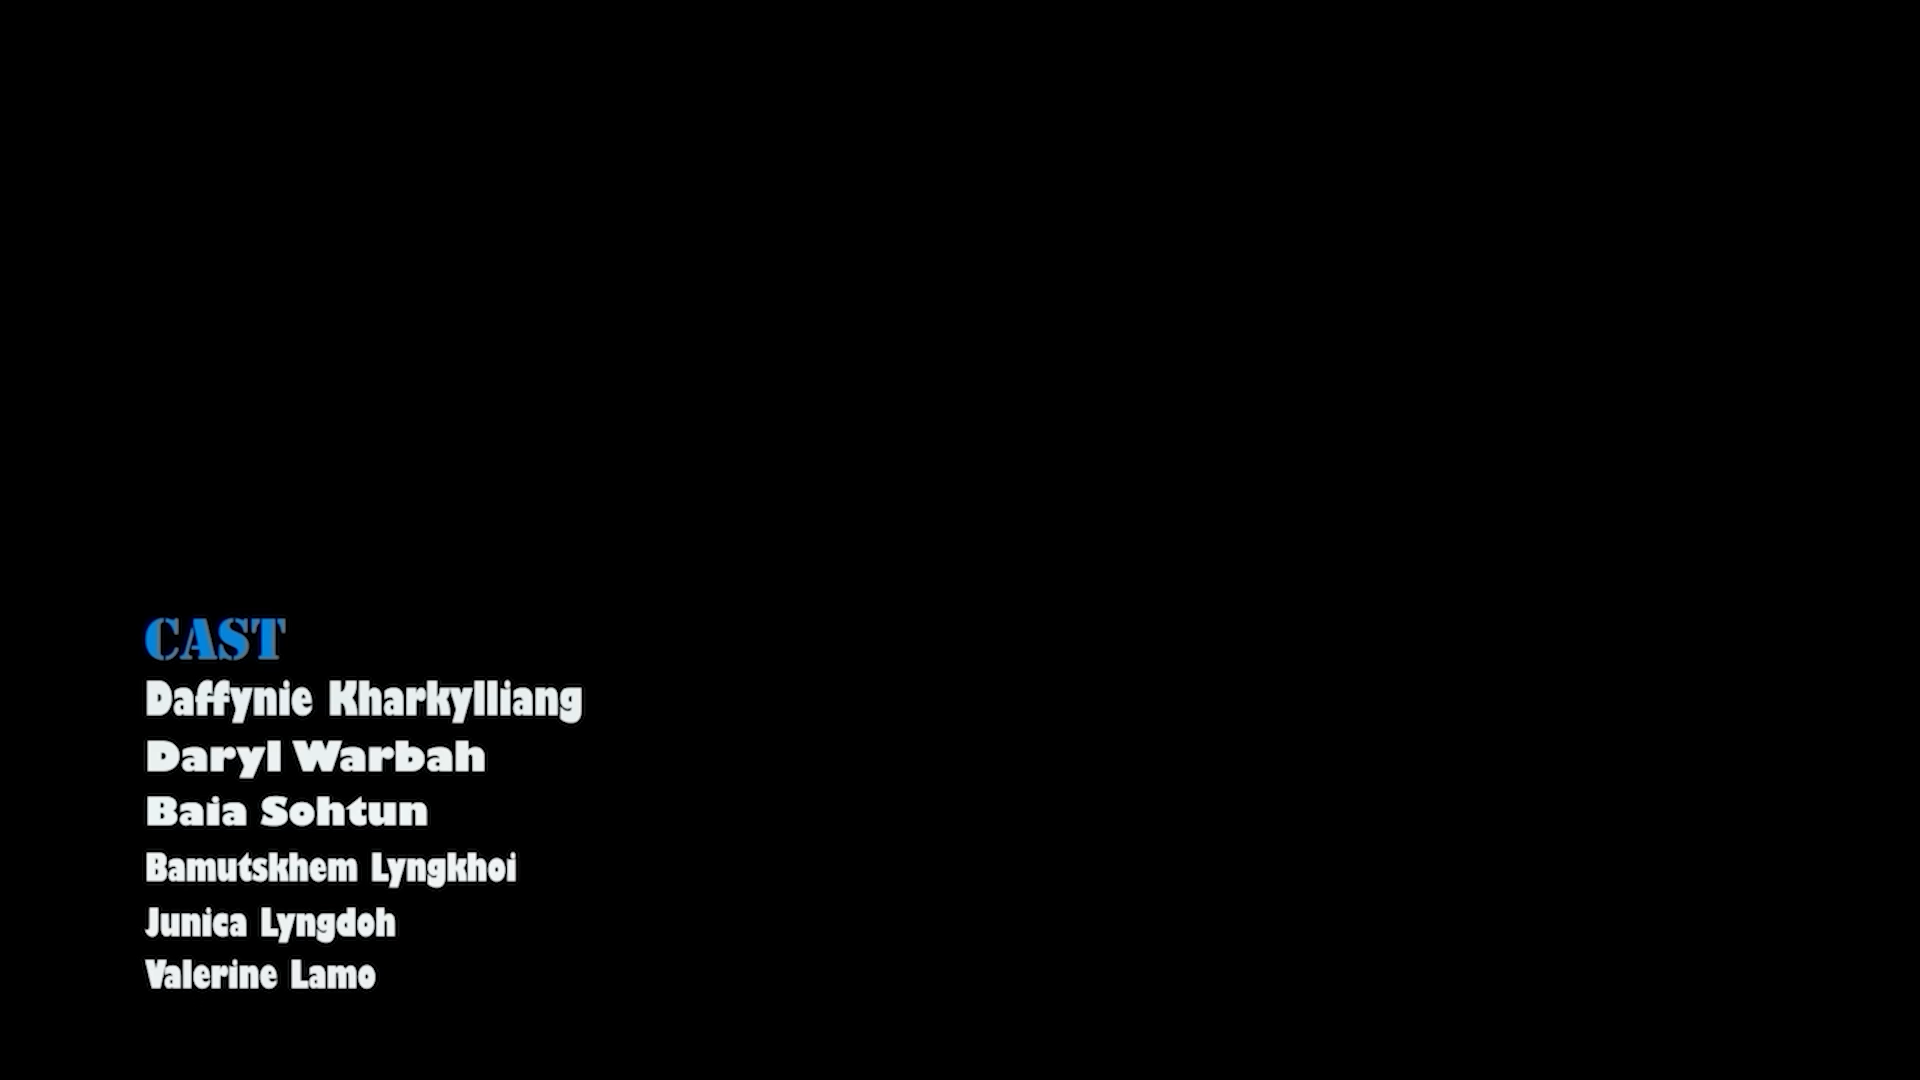 CAST
Daffynie Kharkylliang
Daryl Warbah
Baia Sohtun
Bamutskhem Lyngkhoi
Junica Lyngdoh
Valerine Lamo